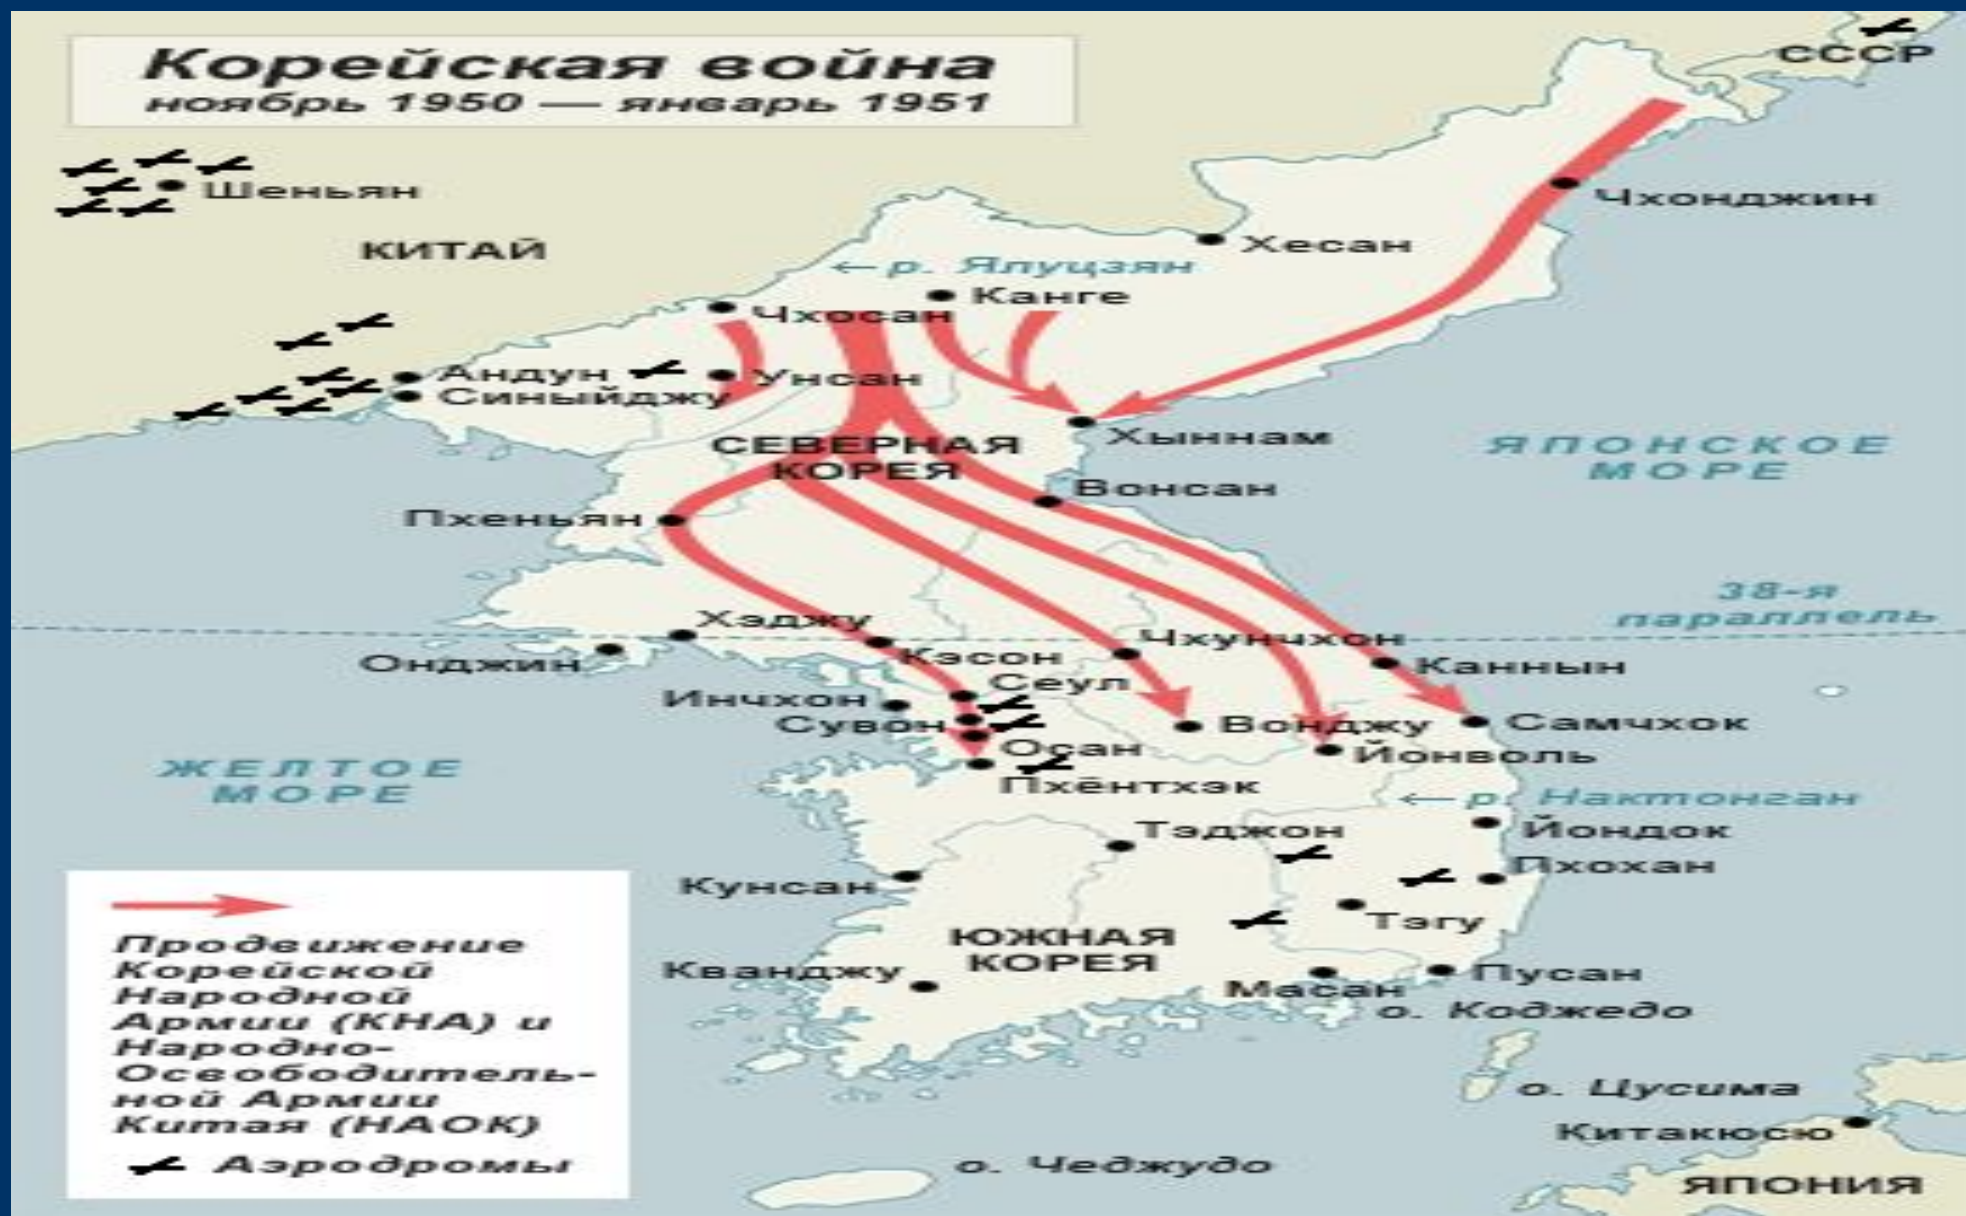 Корейская война
ноябрь 1950 — январь 1951
СССР
Шеньян
Чхонджин
КИТАЙ
Хесан
← р. Ялуцзян
Канге
Чхосан
Андун
Унсан
Синыйджу
СЕВЕРНАЯ
КОРЕЯ
Хыннам
ЯПОНСКОЕ
МОРЕ
Вонсан
Пхеньян
38-я
параллель
Хэджу
Чхунчхон
Онджин
Кэсон
Каннын
Сеул
Инчхон
Сувон
Вонджу
Самчхок
Осан
Йонволь
ЖЕЛТОЕ
МОРЕ
Пхёнтхэк
← р. Нактонган
Тэджон
Йондок
Пхохан
Кунсан
Тэгу
ЮЖНАЯ
КОРЕЯ
Кванджу
Пусан
Масан
о. Коджедо
о. Цусима
Китакюсю
о. Чеджудо
ЯПОНИЯ
Продвижение
Корейской
Народной
Армии (КНА) и
Народно-
Освободитель-
ной Армии
Китая (НАОК)
Аэродромы